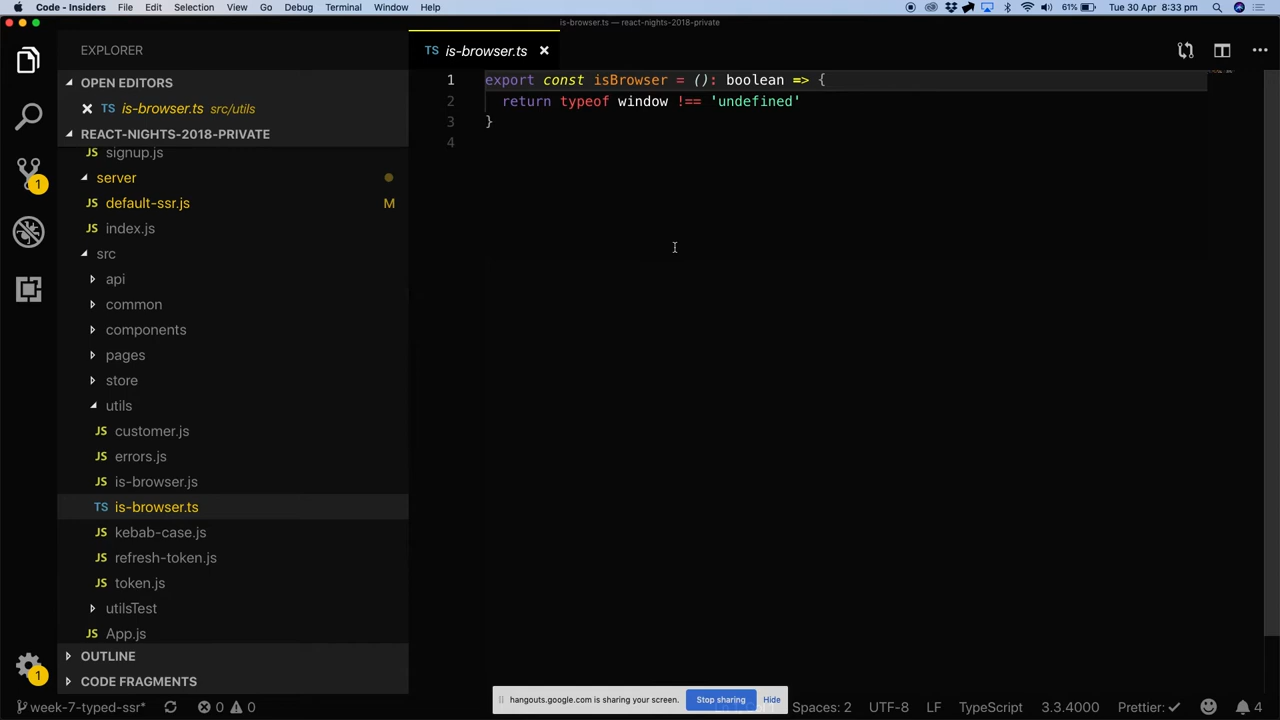 Code - Insiders File Edit Selection View Go Debug Terminal Window Help 61% Tue 30 Apr 8:33 pm
is-browser.ts — react-nights-2018-private
EXPLORER
OPEN EDITORS
TS is-browser.ts src/utils
REACT-NIGHTS-2018-PRIVATE
JS signup.js
server
JS default-ssr.js M
JS index.js
src
api
common
components
pages
store
utils
JS customer.js
JS errors.js
JS is-browser.js
TS is-browser.ts
JS kebab-case.js
JS refresh-token.js
JS token.js
utilsTest
JS App.js
OUTLINE
CODE FRAGMENTS
1
1
TS is-browser.ts
1 export const isBrowser = (): boolean => {
2 return typeof window !== 'undefined'
3 }
4
hangouts.google.com is sharing your screen. Stop sharing Hide
week-7-typed-ssr* 0 0 Spaces: 2 UTF-8 LF TypeScript 3.3.4000 Prettier: ✓ 4